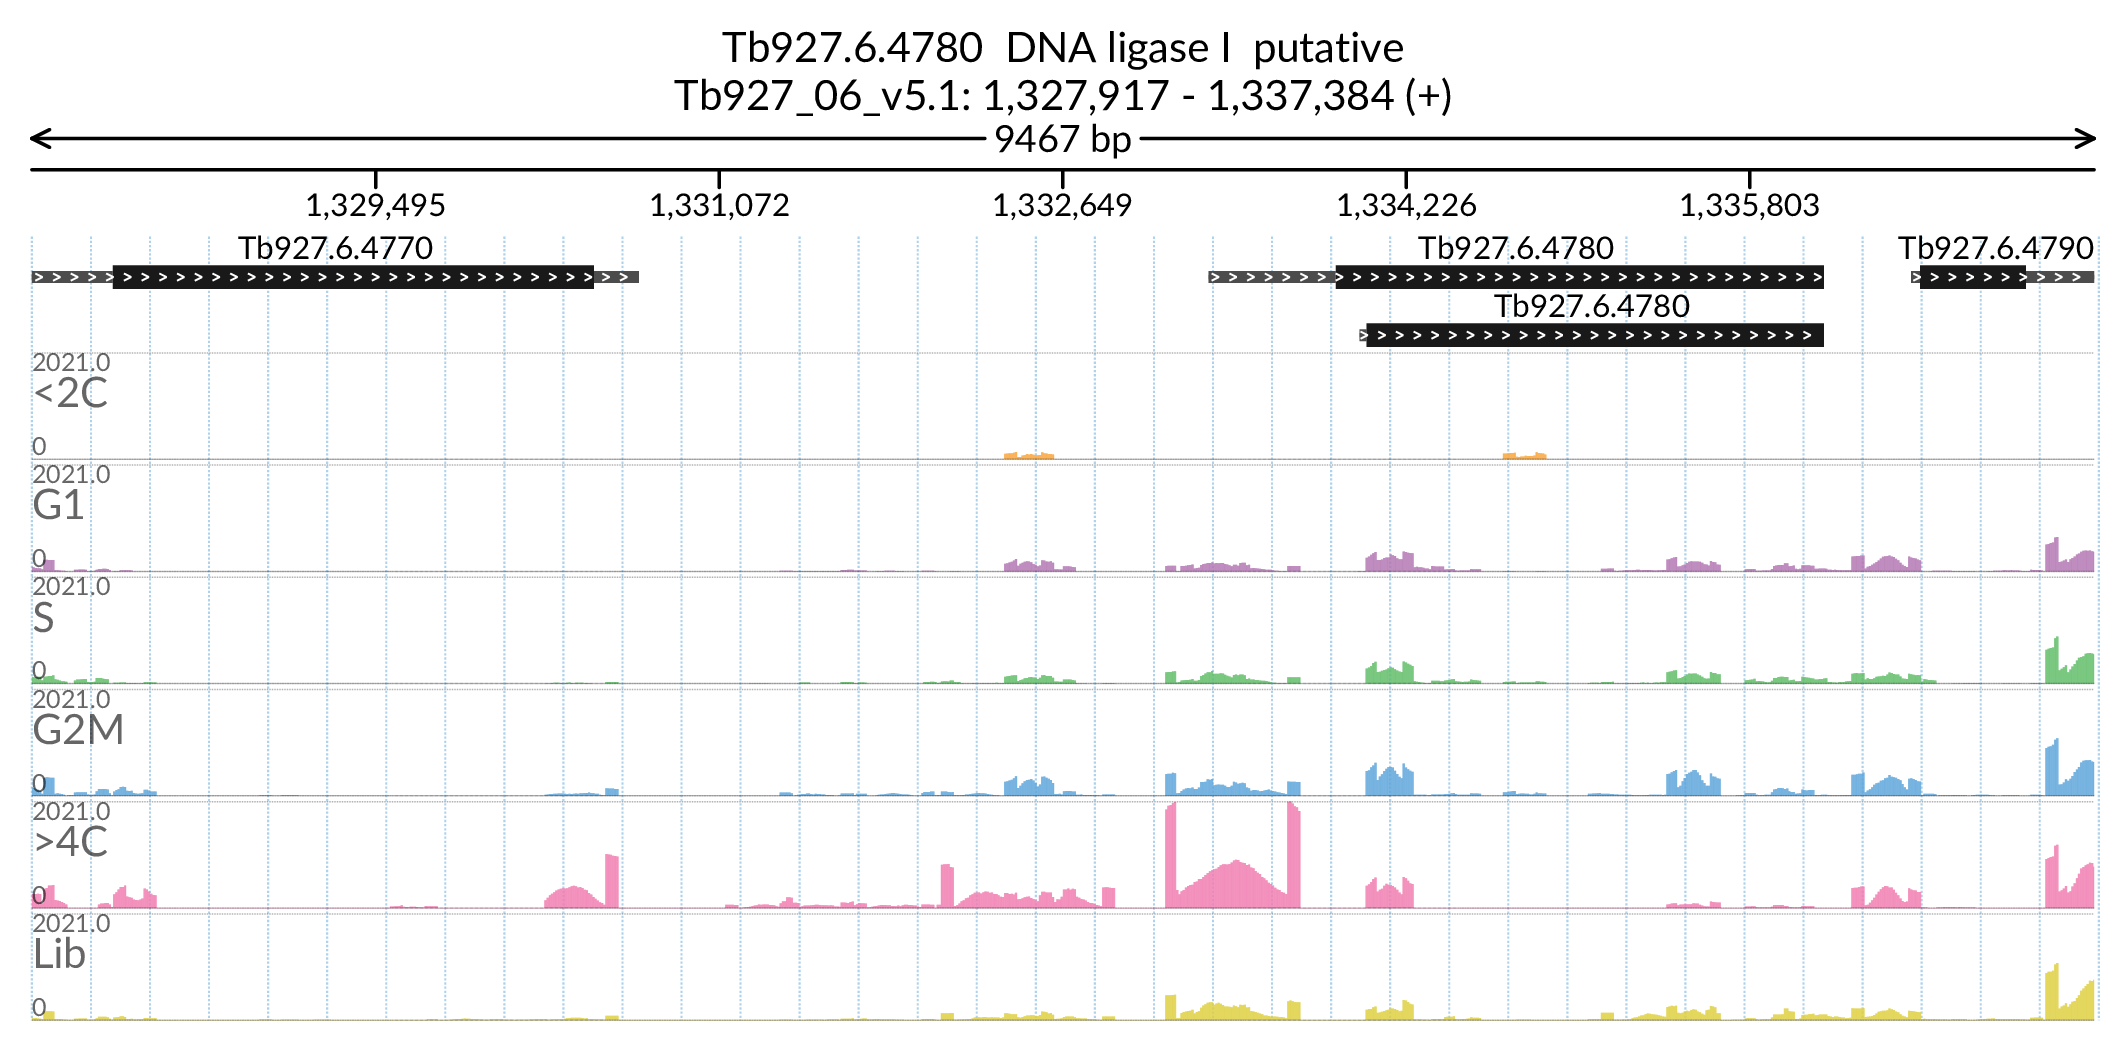 Tb927.6.4780  DNA ligase I  putative
Tb927_06_v5.1: 1,327,917 - 1,337,384 (+)
9467 bp
1,329,495 1,331,072 1,332,649 1,334,226 1,335,803
Tb927.6.4770 Tb927.6.4780 Tb927.6.4790
Tb927.6.4780
2021.0
<2C
0
2021.0
G1
0
2021.0
S
0
2021.0
G2M
0
2021.0
>4C
0
2021.0
Lib
0